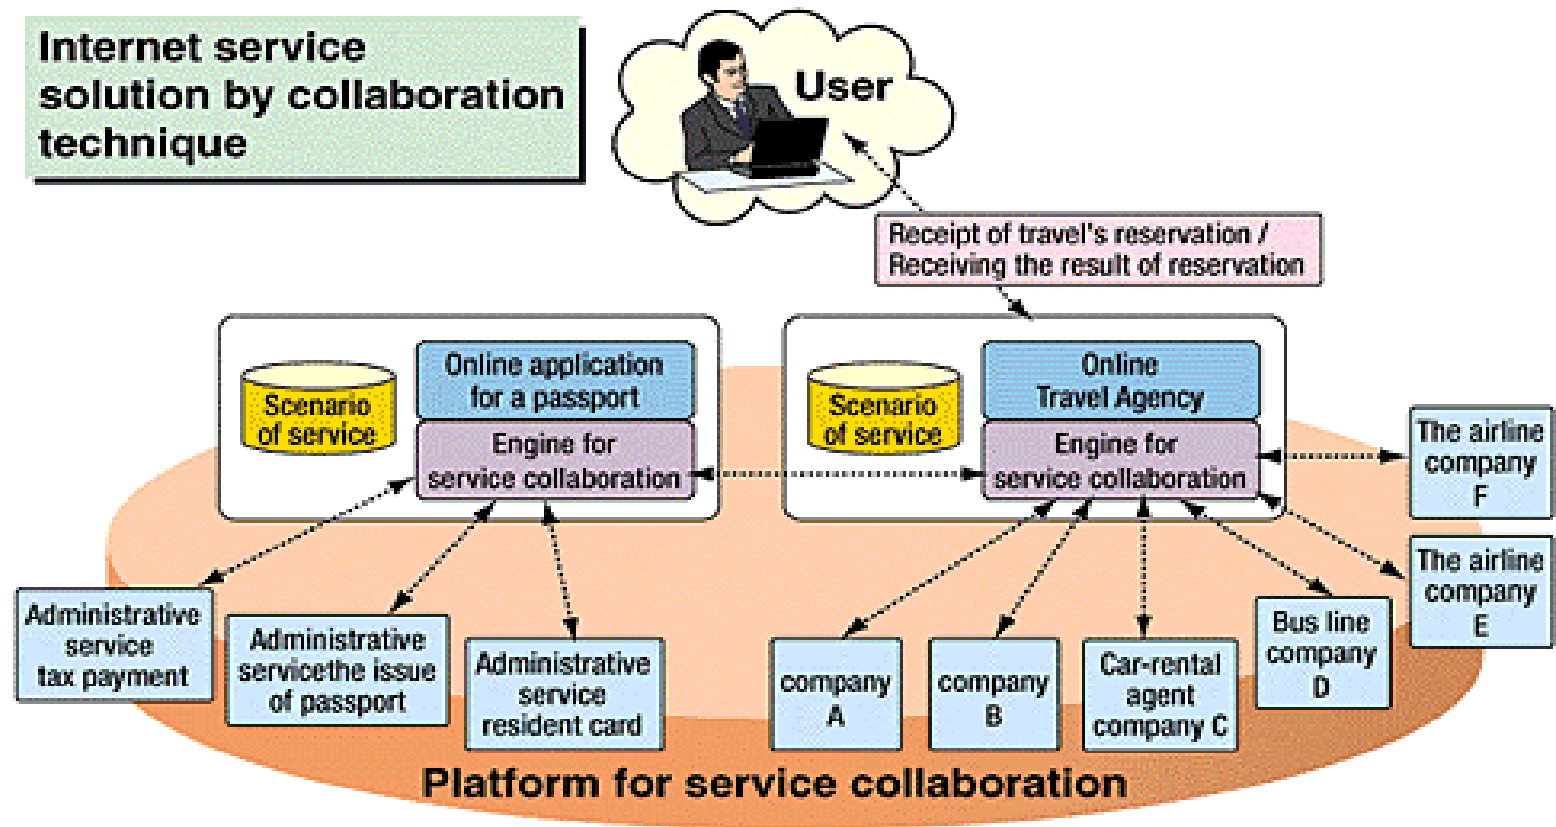 Internet service
solution by collaboration
technique
User
Receipt of travel's reservation /
Receiving the result of reservation
Scenario
of service
Online application
for a passport
Engine for
service collaboration
Scenario
of service
Online
Travel Agency
Engine for
service collaboration
The airline
company
F
The airline
company
E
Administrative
service
tax payment
Administrative
servicethe issue
of passport
Administrative
service
resident card
company
A
company
B
Car-rental
agent
company C
Bus line
company
D
Platform for service collaboration